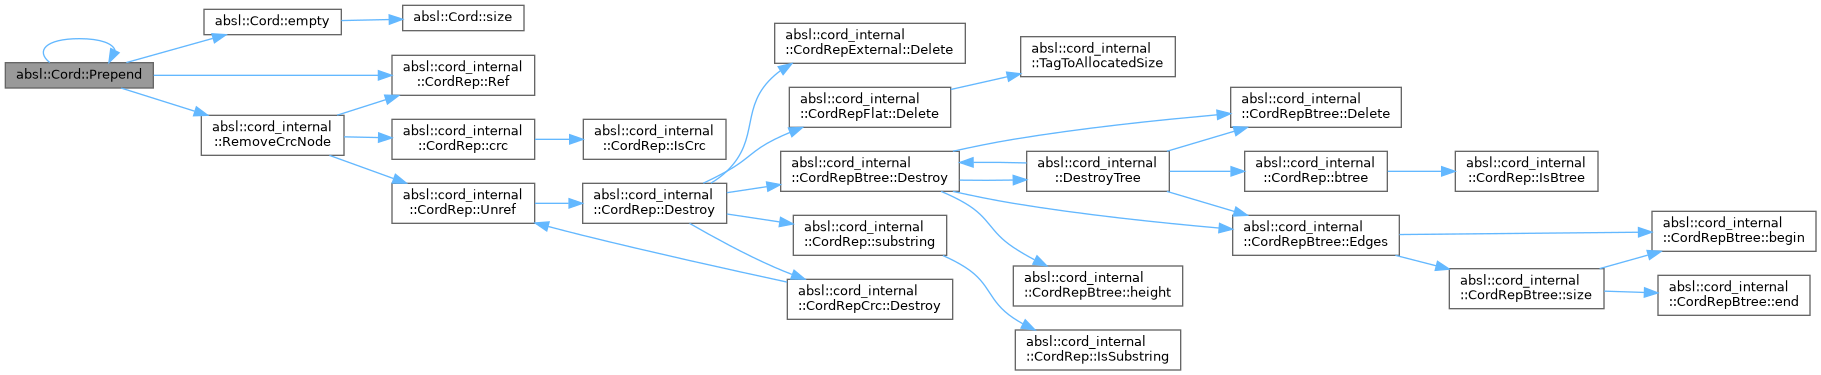 absl::Cord::Prepend
absl::Cord::empty
absl::Cord::size
absl::cord_internal
::CordRep::Ref
absl::cord_internal
::RemoveCrcNode
absl::cord_internal
::CordRep::crc
absl::cord_internal
::CordRep::IsCrc
absl::cord_internal
::CordRep::Unref
absl::cord_internal
::CordRep::Destroy
absl::cord_internal
::CordRepExternal::Delete
absl::cord_internal
::CordRepFlat::Delete
absl::cord_internal
::TagToAllocatedSize
absl::cord_internal
::CordRepBtree::Destroy
absl::cord_internal
::CordRep::substring
absl::cord_internal
::CordRepCrc::Destroy
absl::cord_internal
::DestroyTree
absl::cord_internal
::CordRepBtree::height
absl::cord_internal
::CordRep::IsSubstring
absl::cord_internal
::CordRepBtree::Delete
absl::cord_internal
::CordRep::btree
absl::cord_internal
::CordRep::IsBtree
absl::cord_internal
::CordRepBtree::Edges
absl::cord_internal
::CordRepBtree::size
absl::cord_internal
::CordRepBtree::begin
absl::cord_internal
::CordRepBtree::end